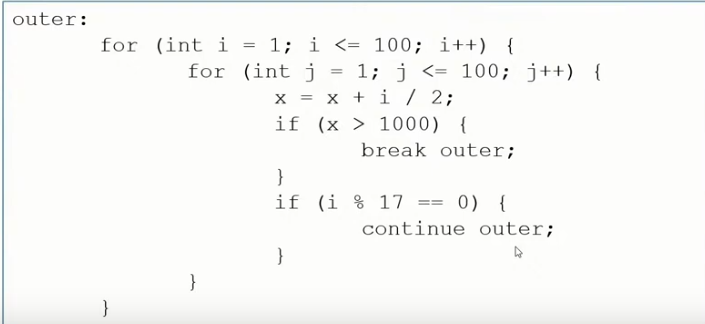 outer:
for (int i = 1; i <= 100; i++) {
for (int j = 1; j <= 100; j++) {
x = x + i / 2;
if (x > 1000) {
break outer;
}
if (i % 17 == 0) {
continue outer;
}
}
}